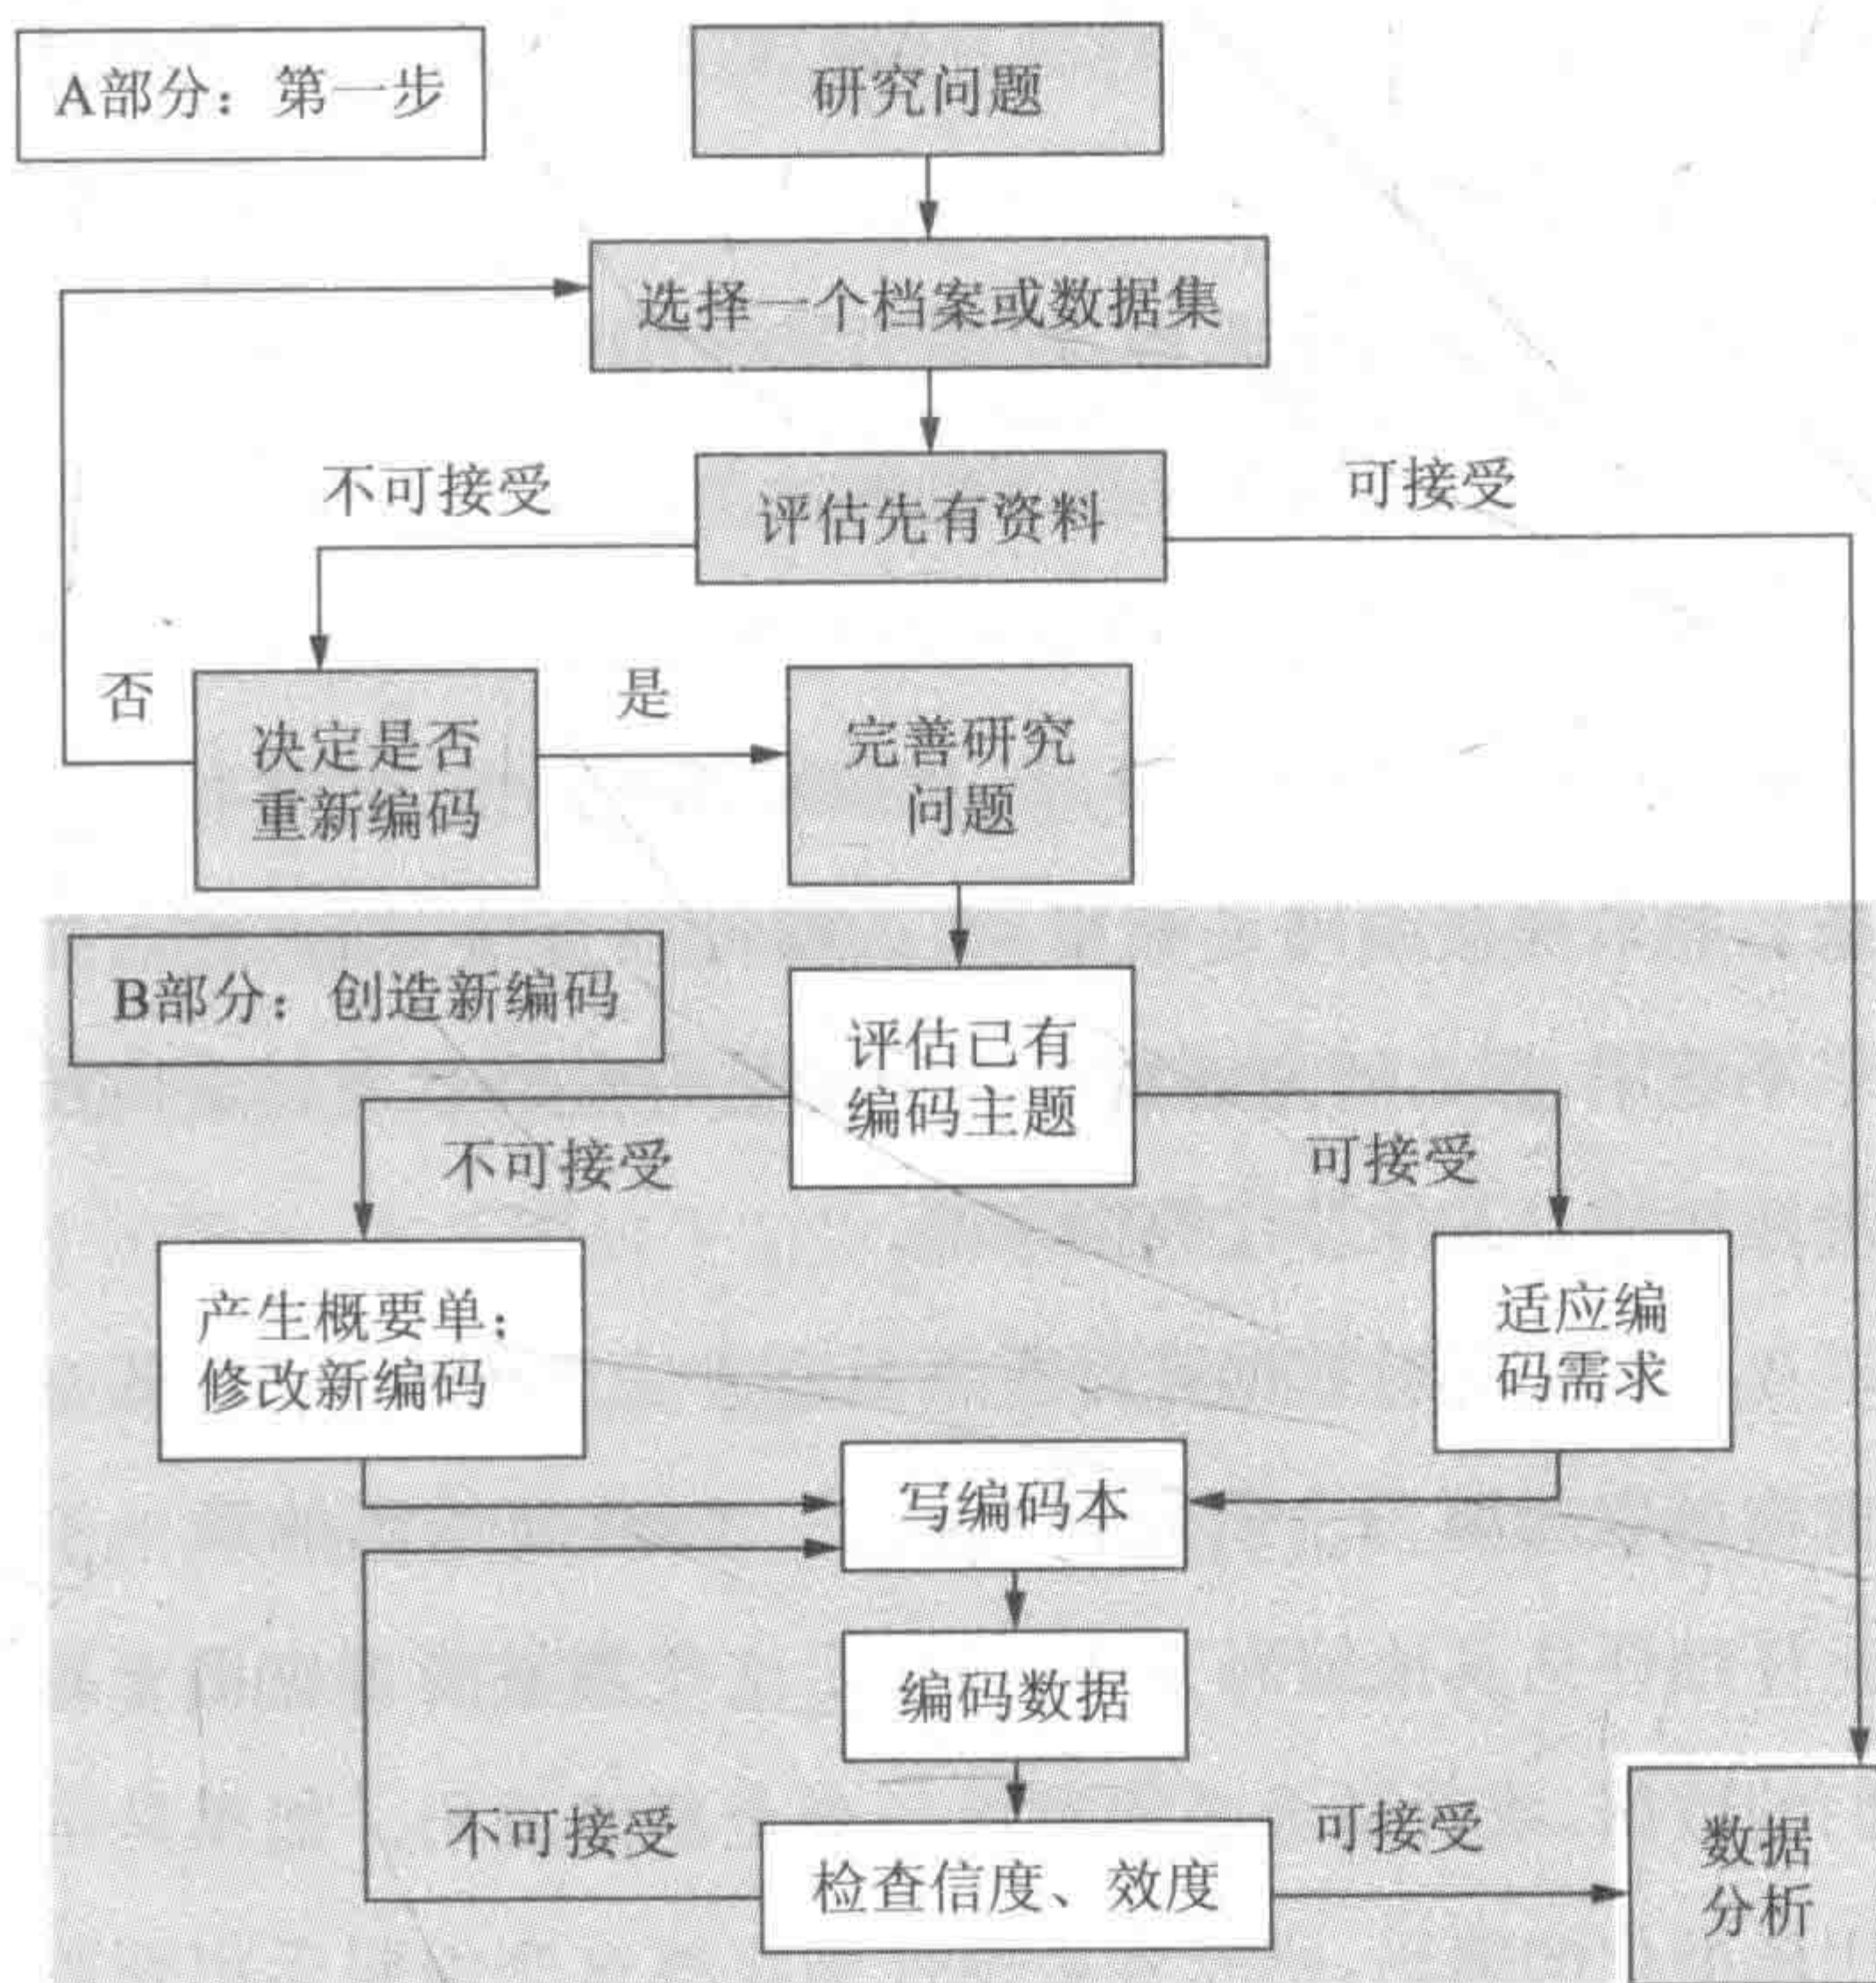 A部分：第一步
研究问题
选择一个档案或数据集
不可接受
评估先有资料
可接受
否
决定是否
重新编码
是
完善研究
问题
B部分：创造新编码
评估已有
编码主题
不可接受
可接受
产生概要单；
修改新编码
适应编
码需求
写编码本
编码数据
不可接受
检查信度、效度
可接受
数据
分析